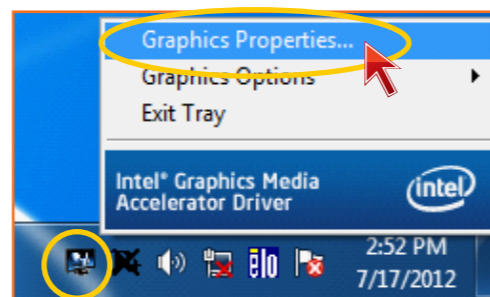 Graphics Properties...
Graphics Options
Exit Tray
Intel® Graphics Media
Accelerator Driver
intel
elo
2:52 PM
7/17/2012